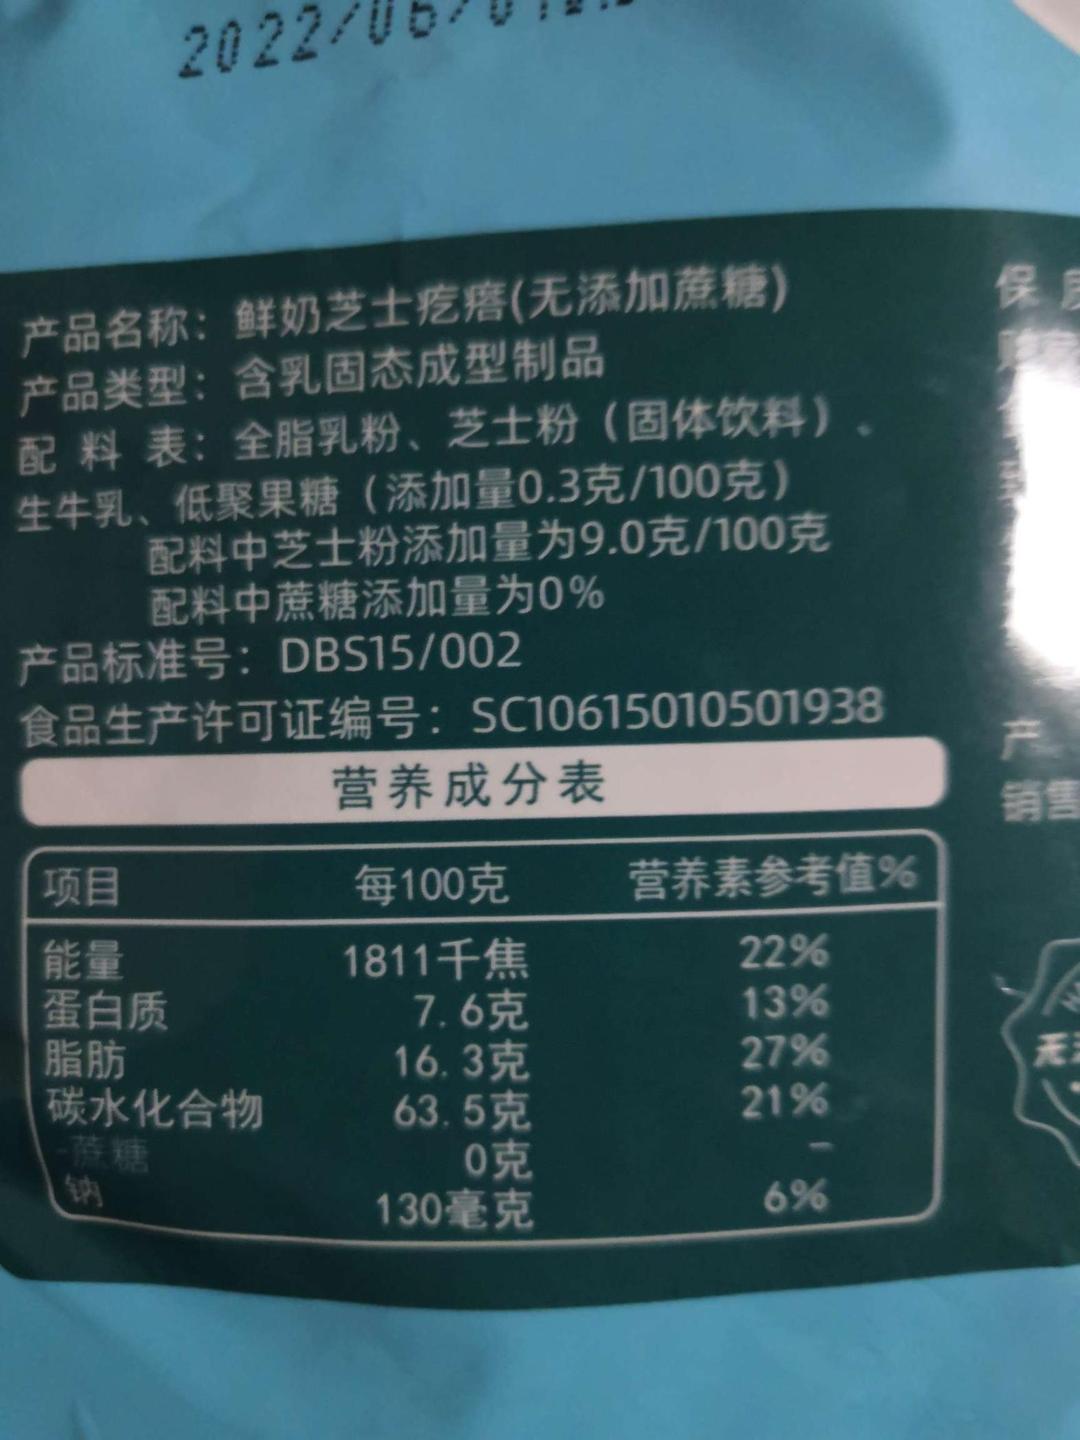 2022/06/0
产品名称：鲜奶芝士疙瘩(无添加蔗糖)
产品类型：含乳固态成型制品
配 料 表：全脂乳粉、芝士粉（固体饮料）、
生牛乳、低聚果糖（添加量0.3克/100克）
配料中芝士粉添加量为9.0克/100克
配料中蔗糖添加量为0%
产品标准号：DBS15/002
食品生产许可证编号：SC10615010501938
营养成分表
项目 每100克 营养素参考值%
能量 1811千焦 22%
蛋白质 7.6克 13%
脂肪 16.3克 27%
碳水化合物 63.5克 21%
-蔗糖 0克 –
钠 130毫克 6%
保
产
销售
无